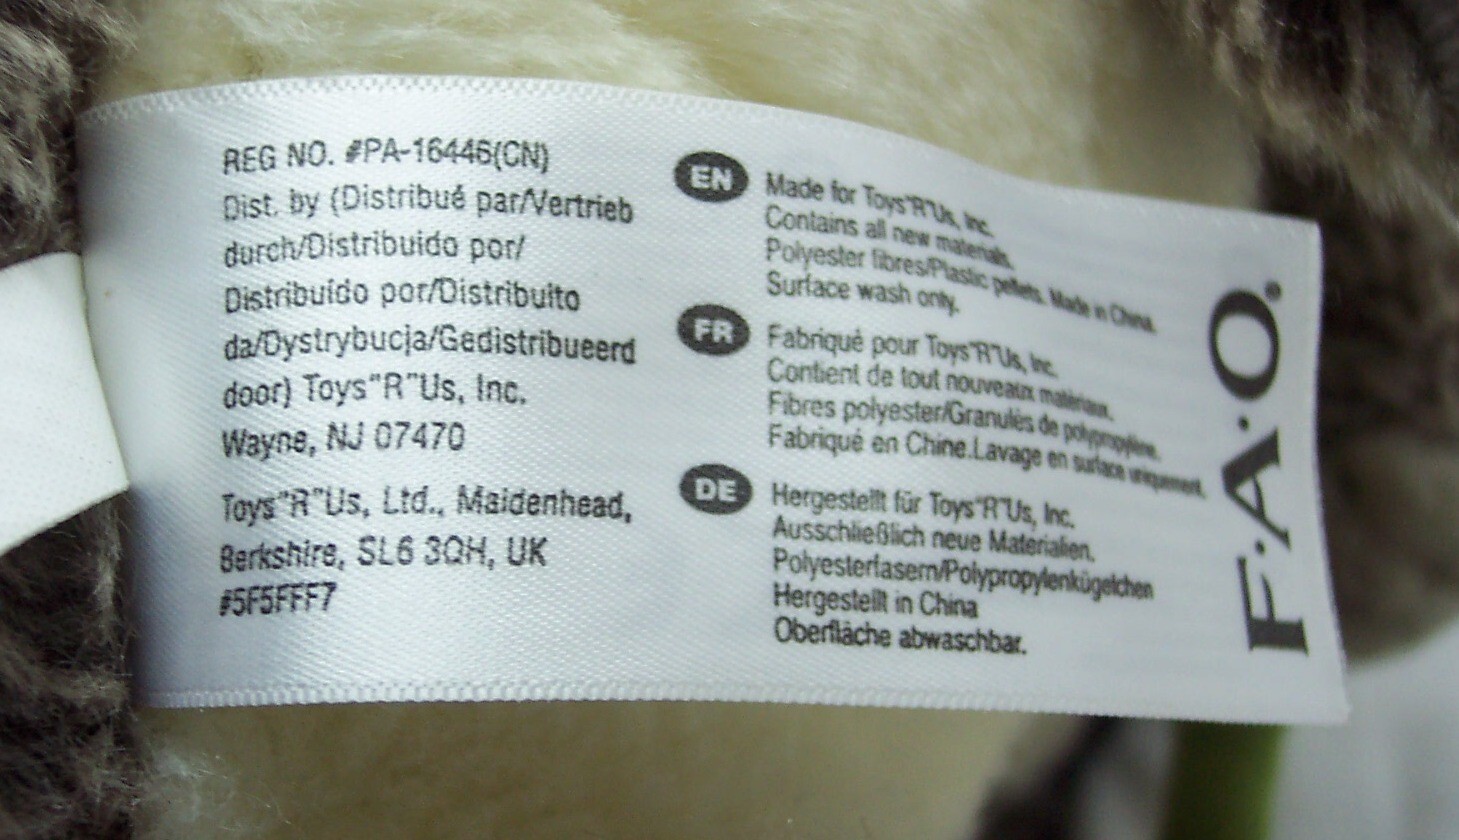 REG NO. #PA-16446(CN)
Dist. by (Distribué par/Vertrieb
durch/Distribuido por/
Distribuído por/Distribuito
da/Dystrybucja/Gedistribueerd
door) Toys"R"Us, Inc.
Wayne, NJ 07470
Toys"R"Us, Ltd., Maidenhead,
Berkshire, SL6 3QH, UK
#5F5FFF7
EN
Made for Toys"R"Us, Inc.
Contains all new materials.
Polyester fibres/Plastic pellets. Made in China.
Surface wash only.
FR
Fabriqué pour Toys"R"Us, Inc.
Contient de tout nouveaux matériaux.
Fibres polyester/Granulés de polypropylène.
Fabriqué en Chine.Lavage en surface uniquement.
DE
Hergestellt für Toys"R"Us, Inc.
Ausschließlich neue Materialien.
Polyesterfasern/Polypropylenkügelchen
Hergestellt in China
Oberfläche abwaschbar.
F•A•O.